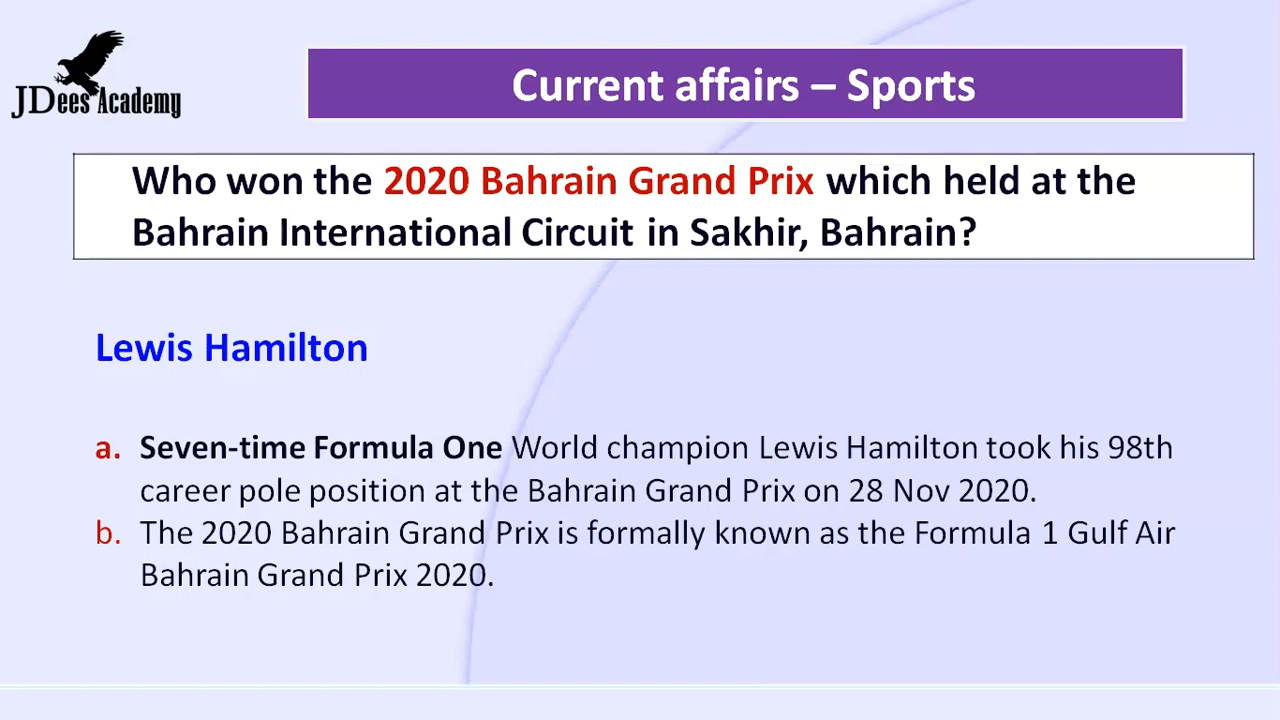 JDees Academy
Current affairs – Sports
Who won the 2020 Bahrain Grand Prix which held at the
Bahrain International Circuit in Sakhir, Bahrain?
Lewis Hamilton
a. Seven-time Formula One World champion Lewis Hamilton took his 98th
career pole position at the Bahrain Grand Prix on 28 Nov 2020.
b. The 2020 Bahrain Grand Prix is formally known as the Formula 1 Gulf Air
Bahrain Grand Prix 2020.